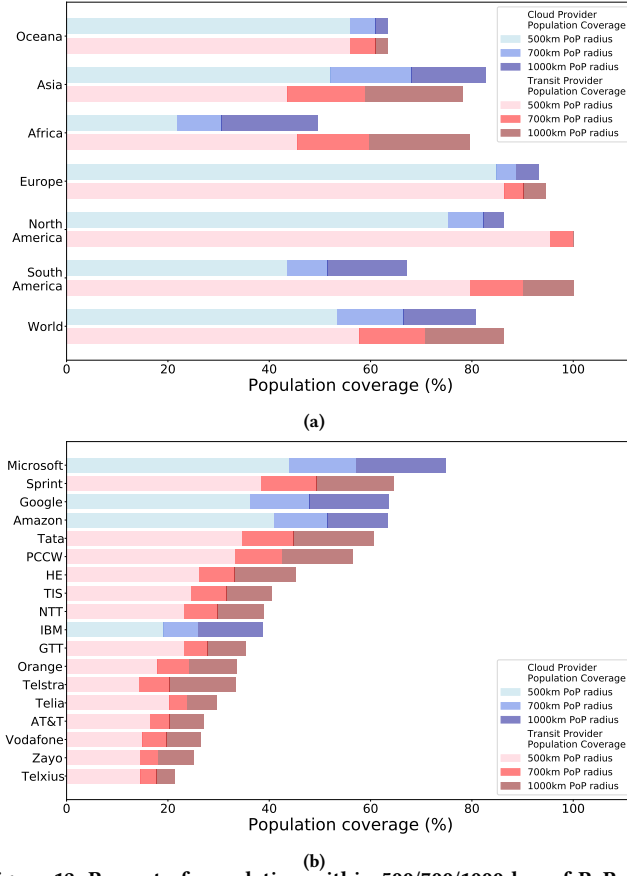 Oceana
Asia
Africa
Europe
North
America
South
America
World
Cloud Provider
Population Coverage
500km PoP radius
700km PoP radius
1000km PoP radius
Transit Provider
Population Coverage
500km PoP radius
700km PoP radius
1000km PoP radius
0 20 40 60 80 100
Population coverage (%)
(a)
Microsoft
Sprint
Google
Amazon
Tata
PCCW
HE
TIS
NTT
IBM
GTT
Orange
Telstra
Telia
AT&T
Vodafone
Zayo
Telxius
Cloud Provider
Population Coverage
500km PoP radius
700km PoP radius
1000km PoP radius
Transit Provider
Population Coverage
500km PoP radius
700km PoP radius
1000km PoP radius
0 20 40 60 80 100
Population coverage (%)
(b)